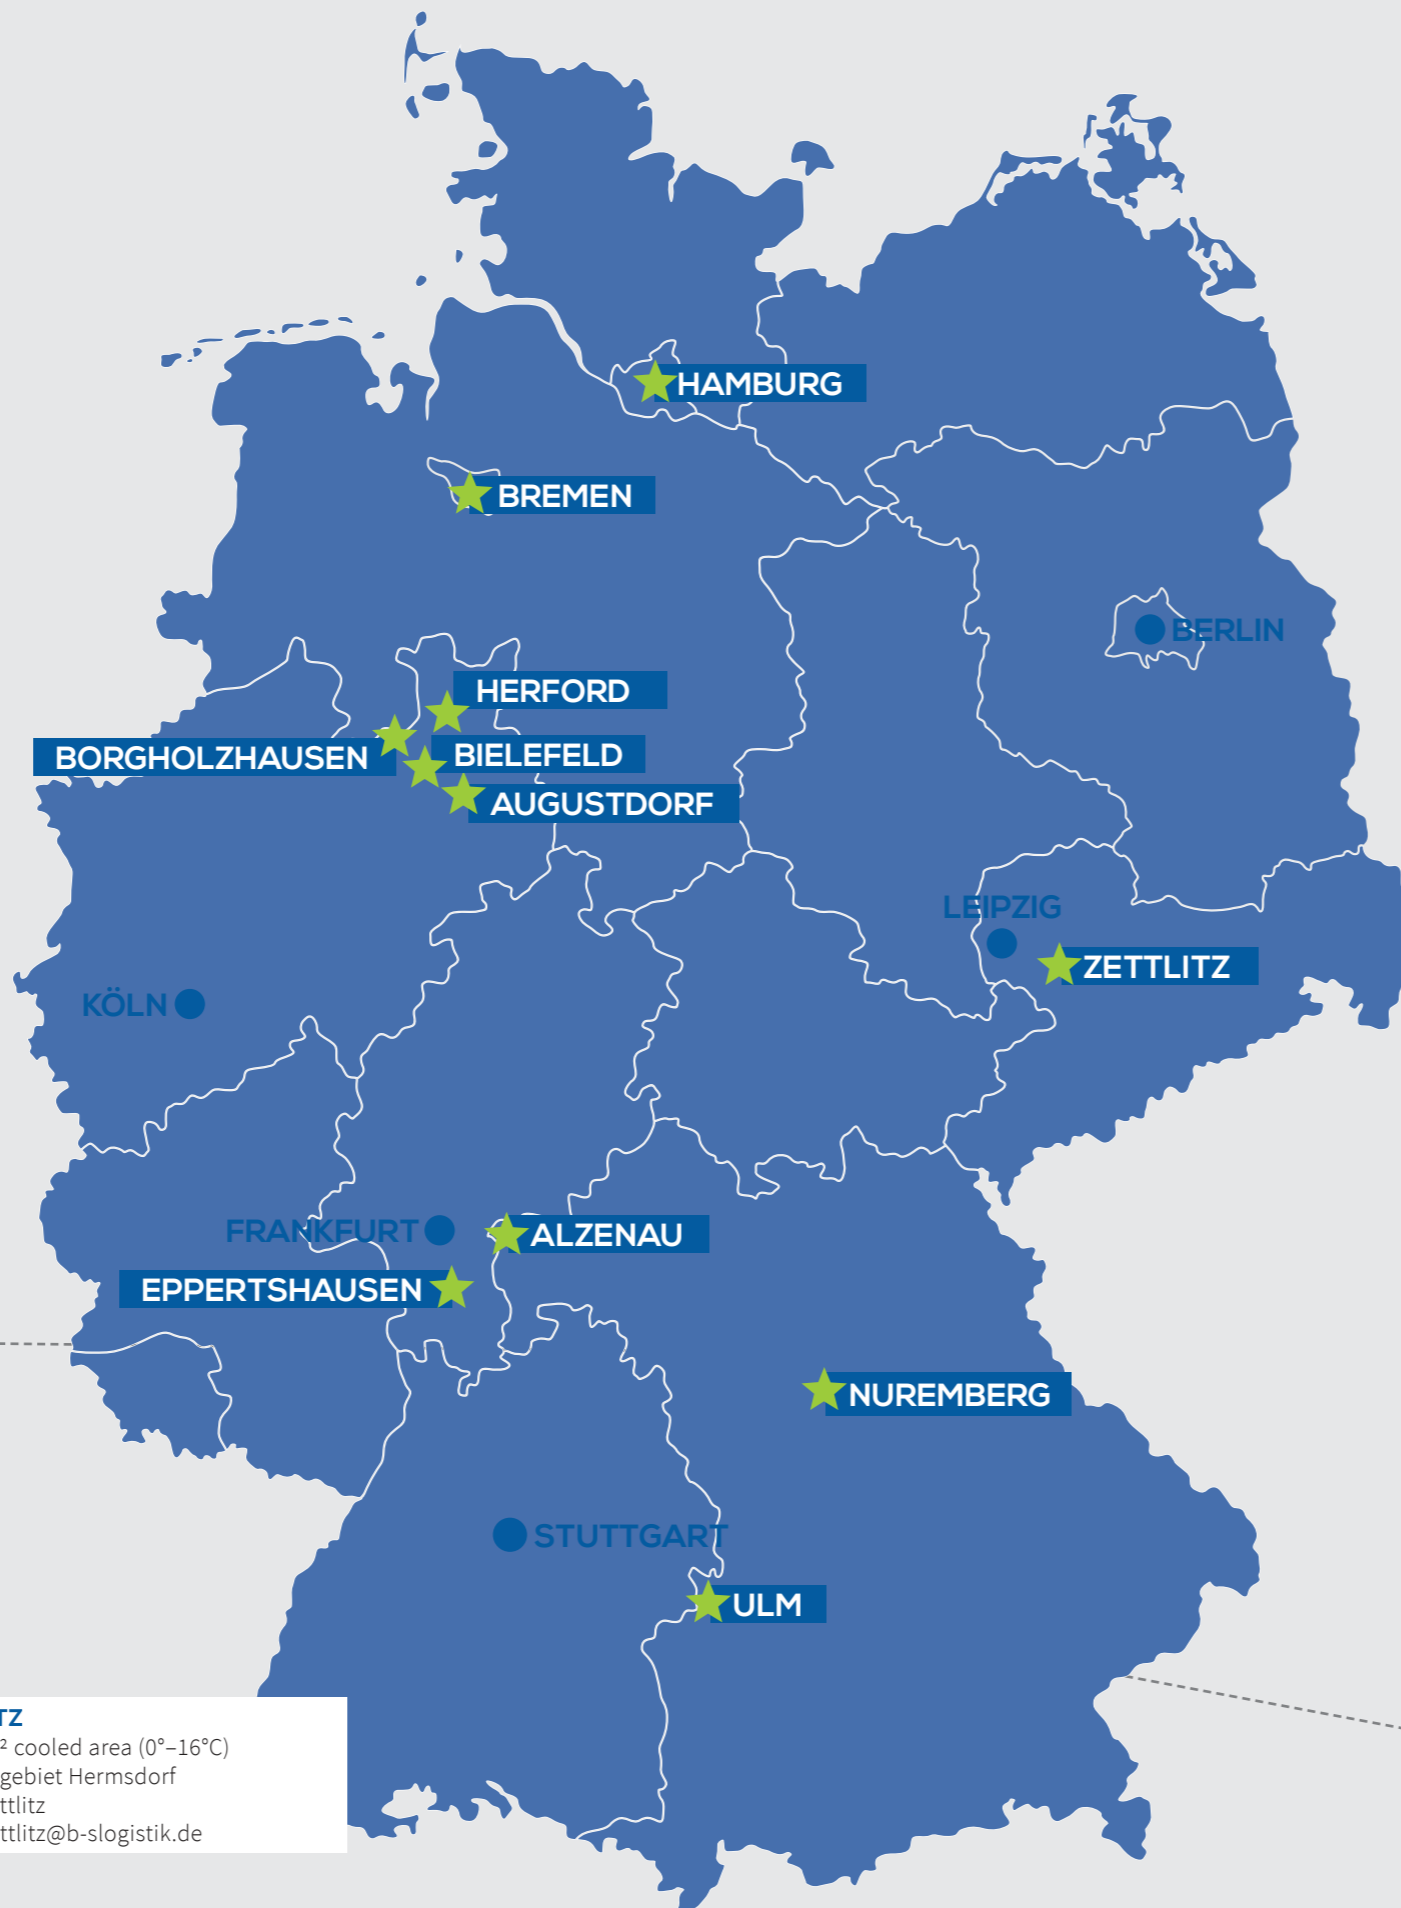 HAMBURG
BREMEN
BERLIN
HERFORD
BORGHOLZHAUSEN
BIELEFELD
AUGUSTDORF
LEIPZIG
ZETTLITZ
KÖLN
FRANKFURT
ALZENAU
EPPERTSHAUSEN
NUREMBERG
STUTTGART
ULM
TZ
² cooled area (0°–16°C)
gebiet Hermsdorf
ttlitz
ttlitz@b-slogistik.de